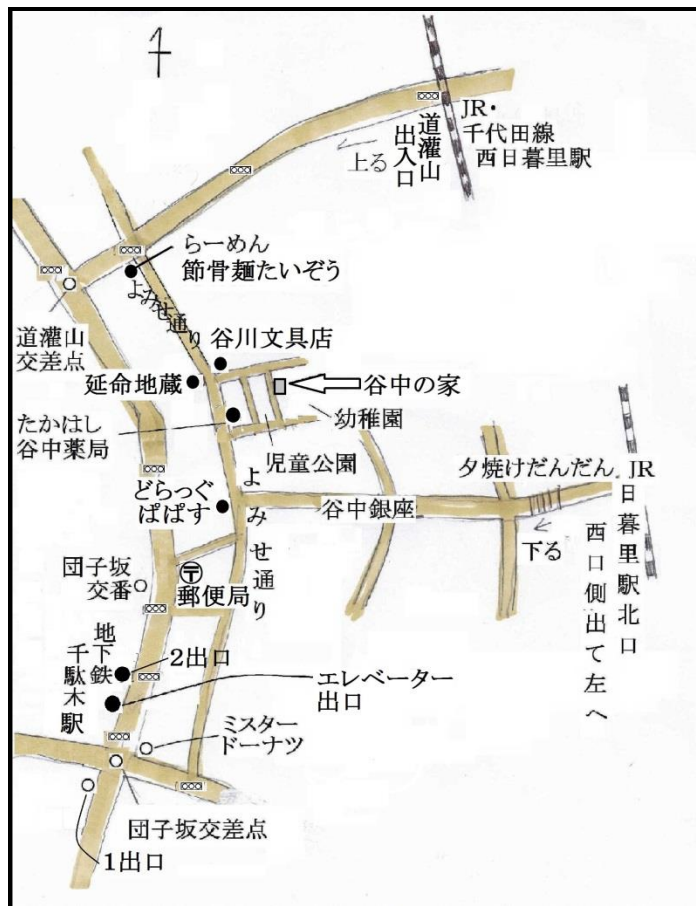 JR・
千代田線
西日暮里駅
道灌山
出入口
上る
らーめん
節骨麺たいぞう
よみせ通り
道灌山
交差点
谷川文具店
延命地蔵
谷中の家
幼稚園
たかはし
谷中薬局
児童公園
夕焼けだんだん
JR
日暮里駅北口
西口側出て左へ
どらっぐ
ぱぱす
よみせ通り
谷中銀座
下る
団子坂
交番
〒
郵便局
地下鉄
千駄木駅
2出口
エレベーター
出口
ミスター
ドーナツ
団子坂交差点
1出口